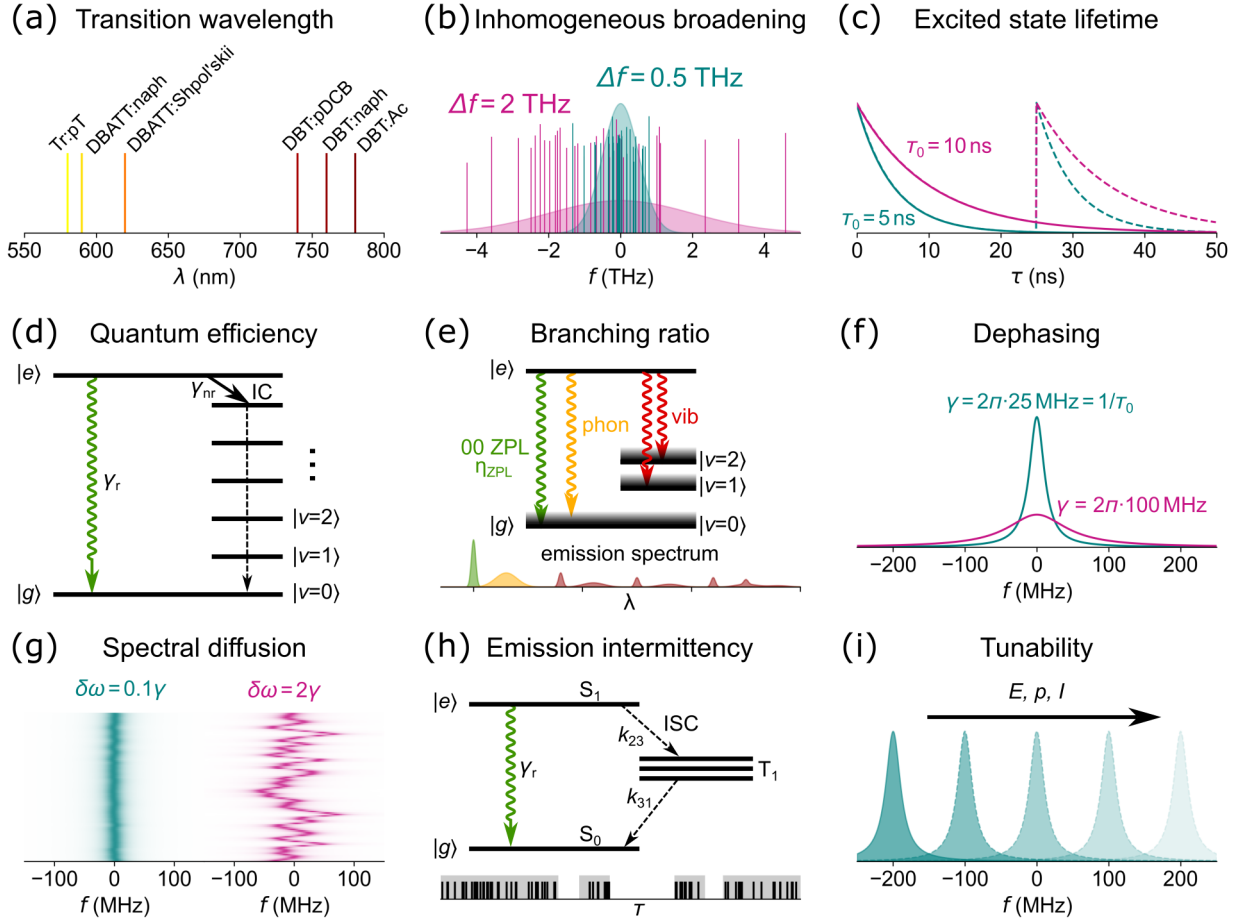 (a) Transition wavelength
Tr:pT
DBATT:naph
DBATT:Shpol'skii
DBT:pDCB
DBT:naph
DBT:Ac
550 600 650 700 750 800
λ (nm)
(b) Inhomogeneous broadening
Δf = 0.5 THz
Δf = 2 THz
−4 −2 0 2 4
f (THz)
(c) Excited state lifetime
τ0 = 10 ns
τ0 = 5 ns
0 10 20 30 40 50
τ (ns)
(d) Quantum efficiency
|e⟩
γnr
IC
γr
|v=2⟩
|v=1⟩
|g⟩
|v=0⟩
(e) Branching ratio
|e⟩
phon
vib
00 ZPL
ηZPL
|v=2⟩
|v=1⟩
|g⟩
|v=0⟩
emission spectrum
λ
(f) Dephasing
γ = 2π·25 MHz = 1/τ0
γ = 2π·100 MHz
−200 −100 0 100 200
f (MHz)
(g) Spectral diffusion
δω = 0.1γ
δω = 2γ
−100 0 100
−100 0 100
f (MHz)
f (MHz)
(h) Emission intermittency
|e⟩
S1
ISC
k23
γr
T1
k31
|g⟩
S0
τ
(i) Tunability
E, p, I
−200 −100 0 100 200
f (MHz)